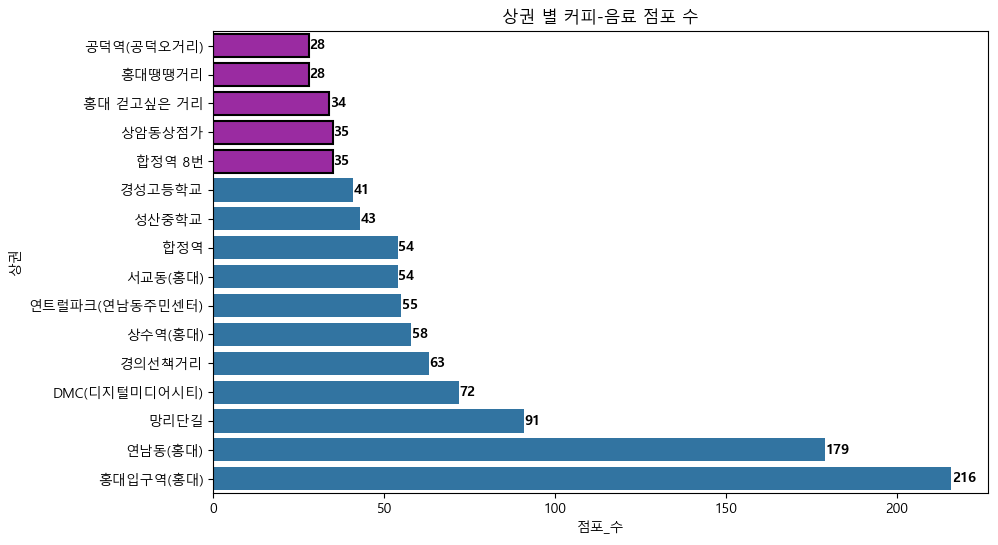 상권 별 커피-음료 점포 수
공덕역(공덕오거리) 28
홍대땡땡거리 28
홍대 걷고싶은 거리 34
상암동상점가 35
합정역 8번 35
경성고등학교 41
성산중학교 43
합정역 54
서교동(홍대) 54
연트럴파크(연남동주민센터) 55
상수역(홍대) 58
경의선책거리 63
DMC(디지털미디어시티) 72
망리단길 91
연남동(홍대) 179
홍대입구역(홍대) 216
상권
0 50 100 150 200
점포_수